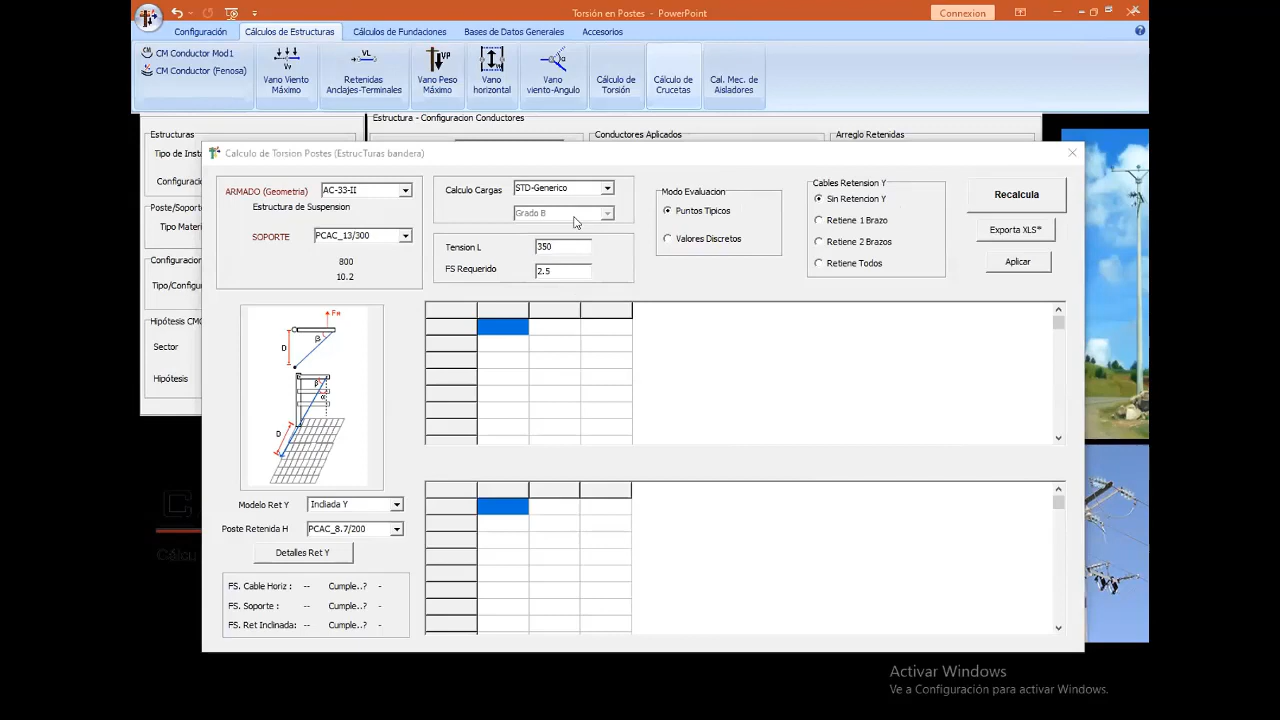 Torsión en Postes - PowerPoint
Connexion
Configuración
Cálculos de Estructuras
Cálculos de Fundaciones
Bases de Datos Generales
Accesorios
CM Conductor Mod1
CM Conductor (Fenosa)
Vano Viento
Máximo
Retenidas
Anclajes-Terminales
Vano Peso
Máximo
Vano
horizontal
Vano
viento-Angulo
Cálculo de
Torsión
Cálculo de
Crucetas
Cal. Mec. de
Aisladores
Estructura - Configuracion Conductores
Estructuras
Conductores Aplicados
Arreglo Retenidas
Tipo de Insta
Configuració
Poste/Soporto
Tipo Materi
Configuracion
Tipo/Configu
Hipótesis CMC
Sector
Hipótesis
Calculo de Torsion Postes (EstrucTuras bandera)
ARMADO (Geometria)
AC-33-II
Estructura de Suspension
SOPORTE
PCAC_13/300
800
10.2
Calculo Cargas
STD-Generico
Grado B
Tension L
350
FS Requerido
2.5
Modo Evaluacion
Puntos Tipicos
Valores Discretos
Cables Retension Y
Sin Retencion Y
Retiene 1 Brazo
Retiene 2 Brazos
Retiene Todos
Recalcula
Exporta XLS*
Aplicar
D
β
D
β
α
Modelo Ret Y
Incliada Y
Poste Retenida H
PCAC_8.7/200
Detalles Ret Y
FS. Cable Horiz :
--
Cumple..?
-
FS. Soporte :
--
Cumple..?
-
FS. Ret Inclinada:
--
Cumple..?
-
C
Cálcu
Activar Windows
Ve a Configuración para activar Windows.